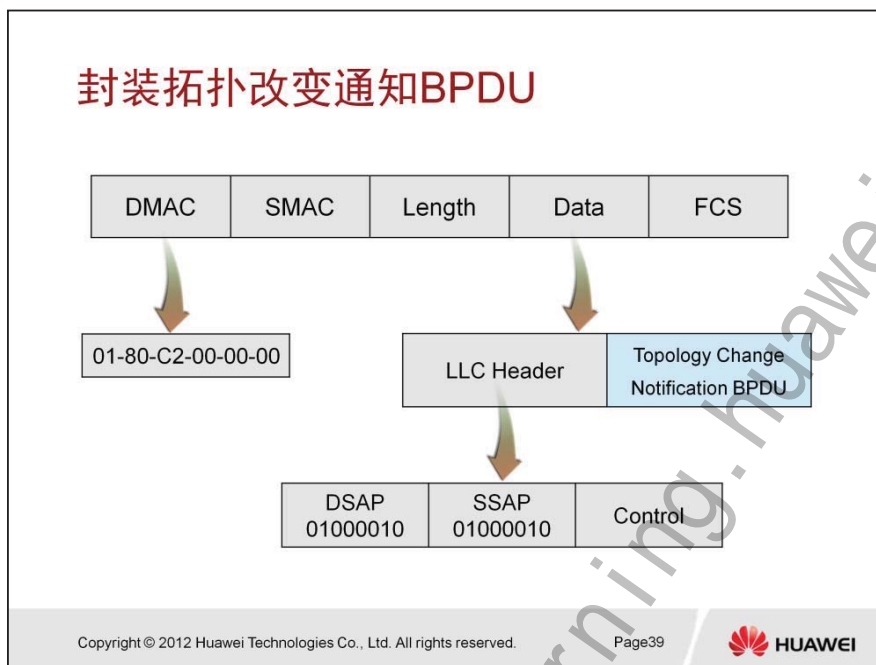 封装拓扑改变通知BPDU
DMAC SMAC Length Data FCS
01-80-C2-00-00-00
LLC Header
Topology Change
Notification BPDU
DSAP
01000010
SSAP
01000010
Control
Copyright © 2012 Huawei Technologies Co., Ltd. All rights reserved.
Page39
HUAWEI
rning.huawei